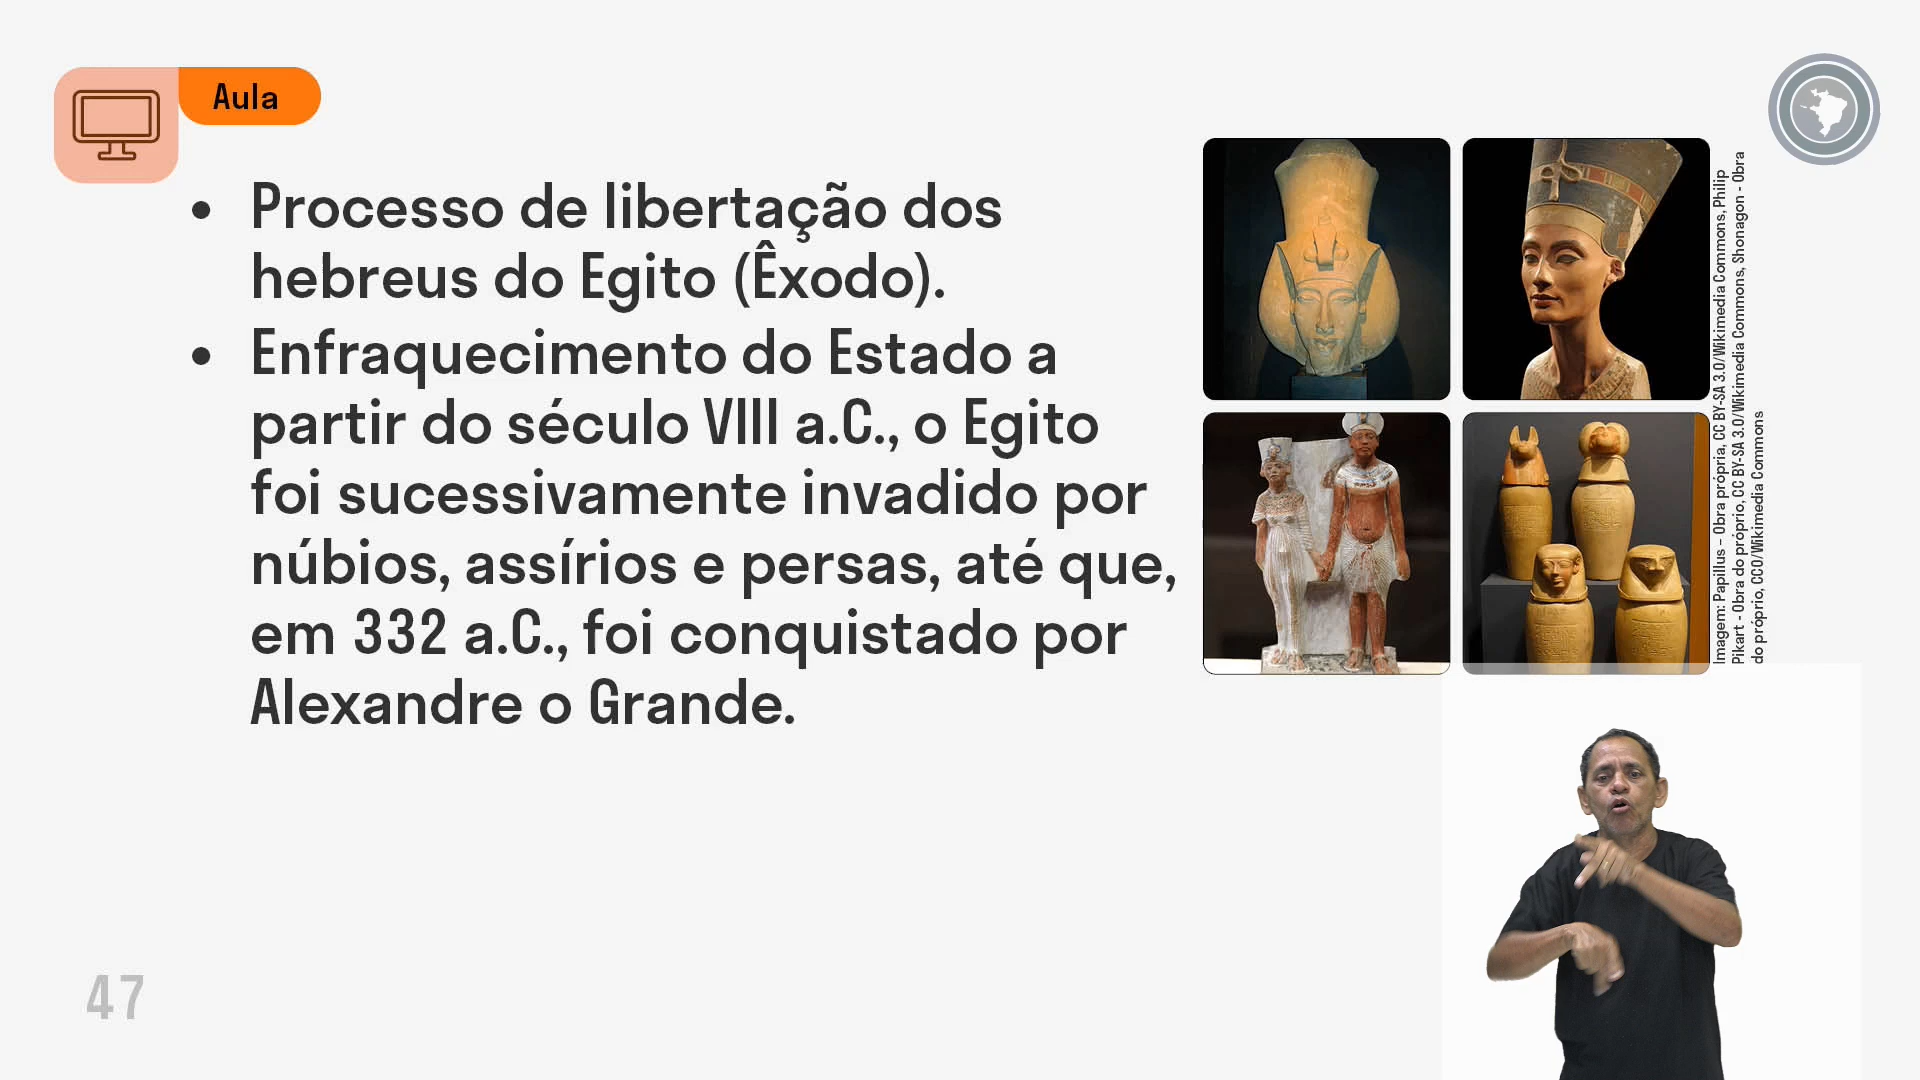 Aula
• Processo de libertação dos
hebreus do Egito (Êxodo).
• Enfraquecimento do Estado a
partir do século VIII a.C., o Egito
foi sucessivamente invadido por
núbios, assírios e persas, até que,
em 332 a.C., foi conquistado por
Alexandre o Grande.
Imagem: Papillus – Obra própria, CC BY-SA 3.0/Wikimedia Commons, Philip
Pikart - Obra do próprio, CC BY-SA 3.0/Wikimedia Commons, Shonagon - Obra
do próprio, CC0/Wikimedia Commons
47